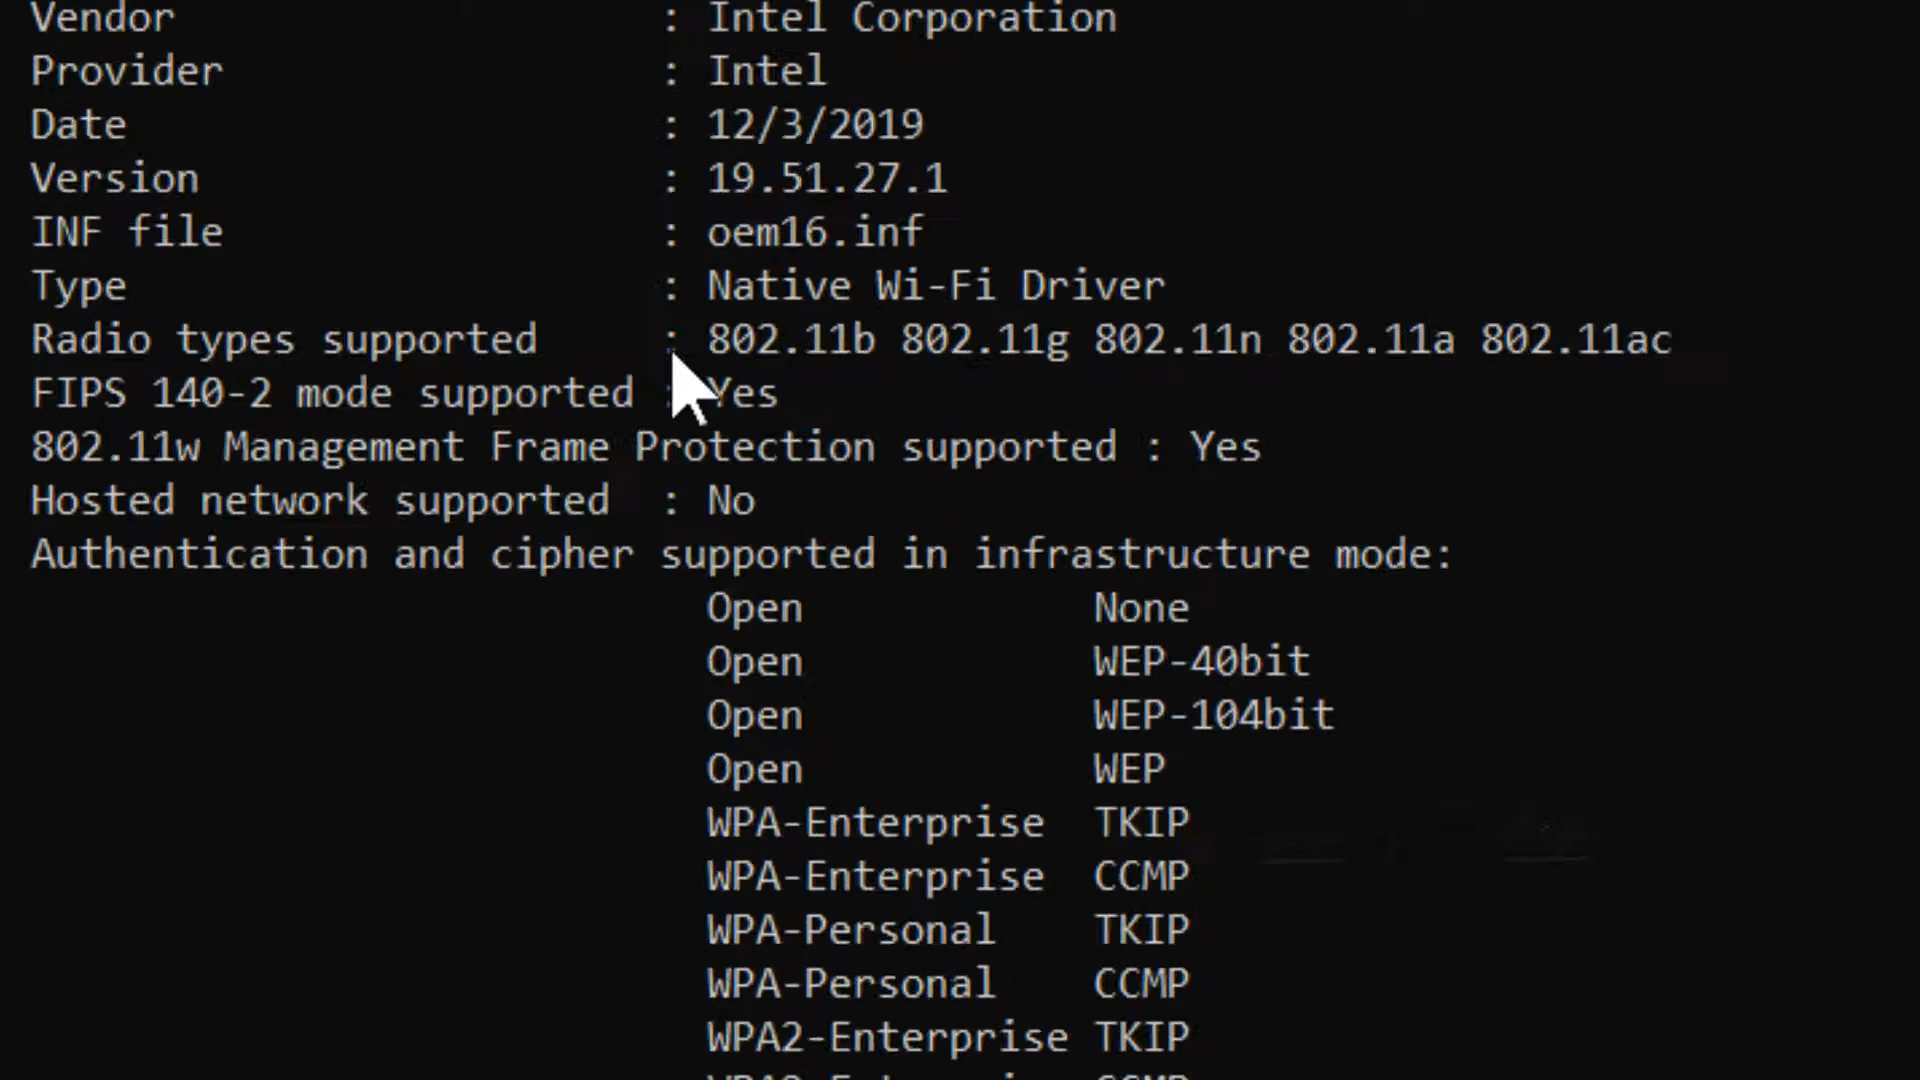 Vendor : Intel Corporation
Provider : Intel
Date : 12/3/2019
Version : 19.51.27.1
INF file : oem16.inf
Type : Native Wi-Fi Driver
Radio types supported : 802.11b 802.11g 802.11n 802.11a 802.11ac
FIPS 140-2 mode supported : Yes
802.11w Management Frame Protection supported : Yes
Hosted network supported : No
Authentication and cipher supported in infrastructure mode:
Open None
Open WEP-40bit
Open WEP-104bit
Open WEP
WPA-Enterprise TKIP
WPA-Enterprise CCMP
WPA-Personal TKIP
WPA-Personal CCMP
WPA2-Enterprise TKIP